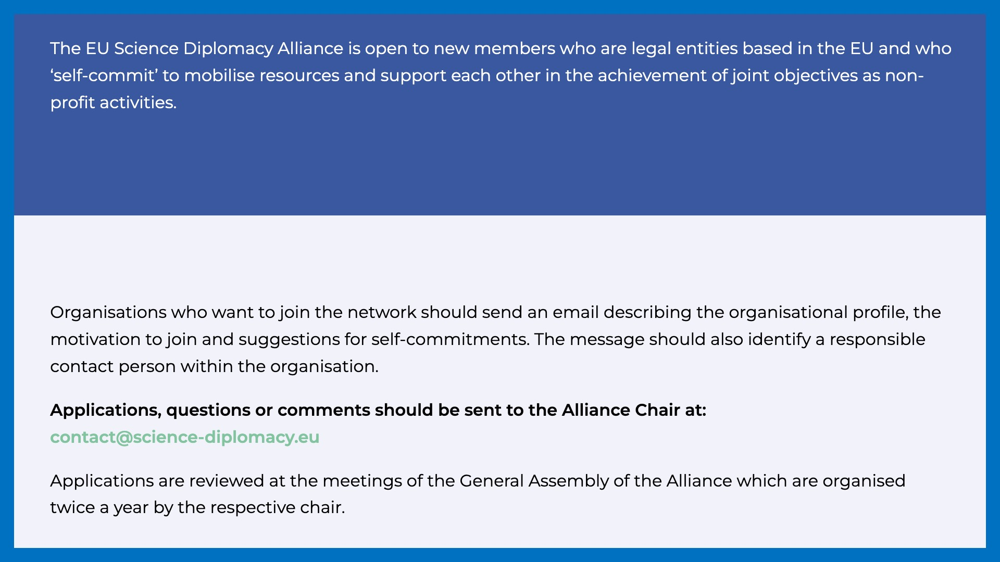 The EU Science Diplomacy Alliance is open to new members who are legal entities based in the EU and who
‘self-commit’ to mobilise resources and support each other in the achievement of joint objectives as non-
profit activities.
Organisations who want to join the network should send an email describing the organisational profile, the
motivation to join and suggestions for self-commitments. The message should also identify a responsible
contact person within the organisation.
Applications, questions or comments should be sent to the Alliance Chair at:
contact@science-diplomacy.eu
Applications are reviewed at the meetings of the General Assembly of the Alliance which are organised
twice a year by the respective chair.